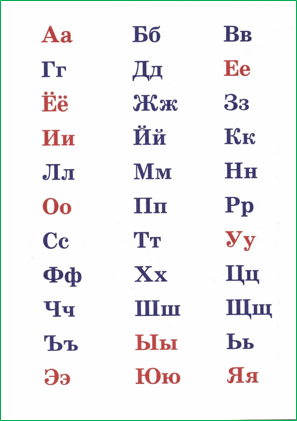 Аа Бб Вв
Гг Дд Ее
Ёё Жж Зз
Ии Йй Кк
Лл Мм Нн
Оо Пп Рр
Сс Тт Уу
Фф Хх Цц
Чч Шш Щщ
Ъъ Ыы Ьь
Ээ Юю Яя